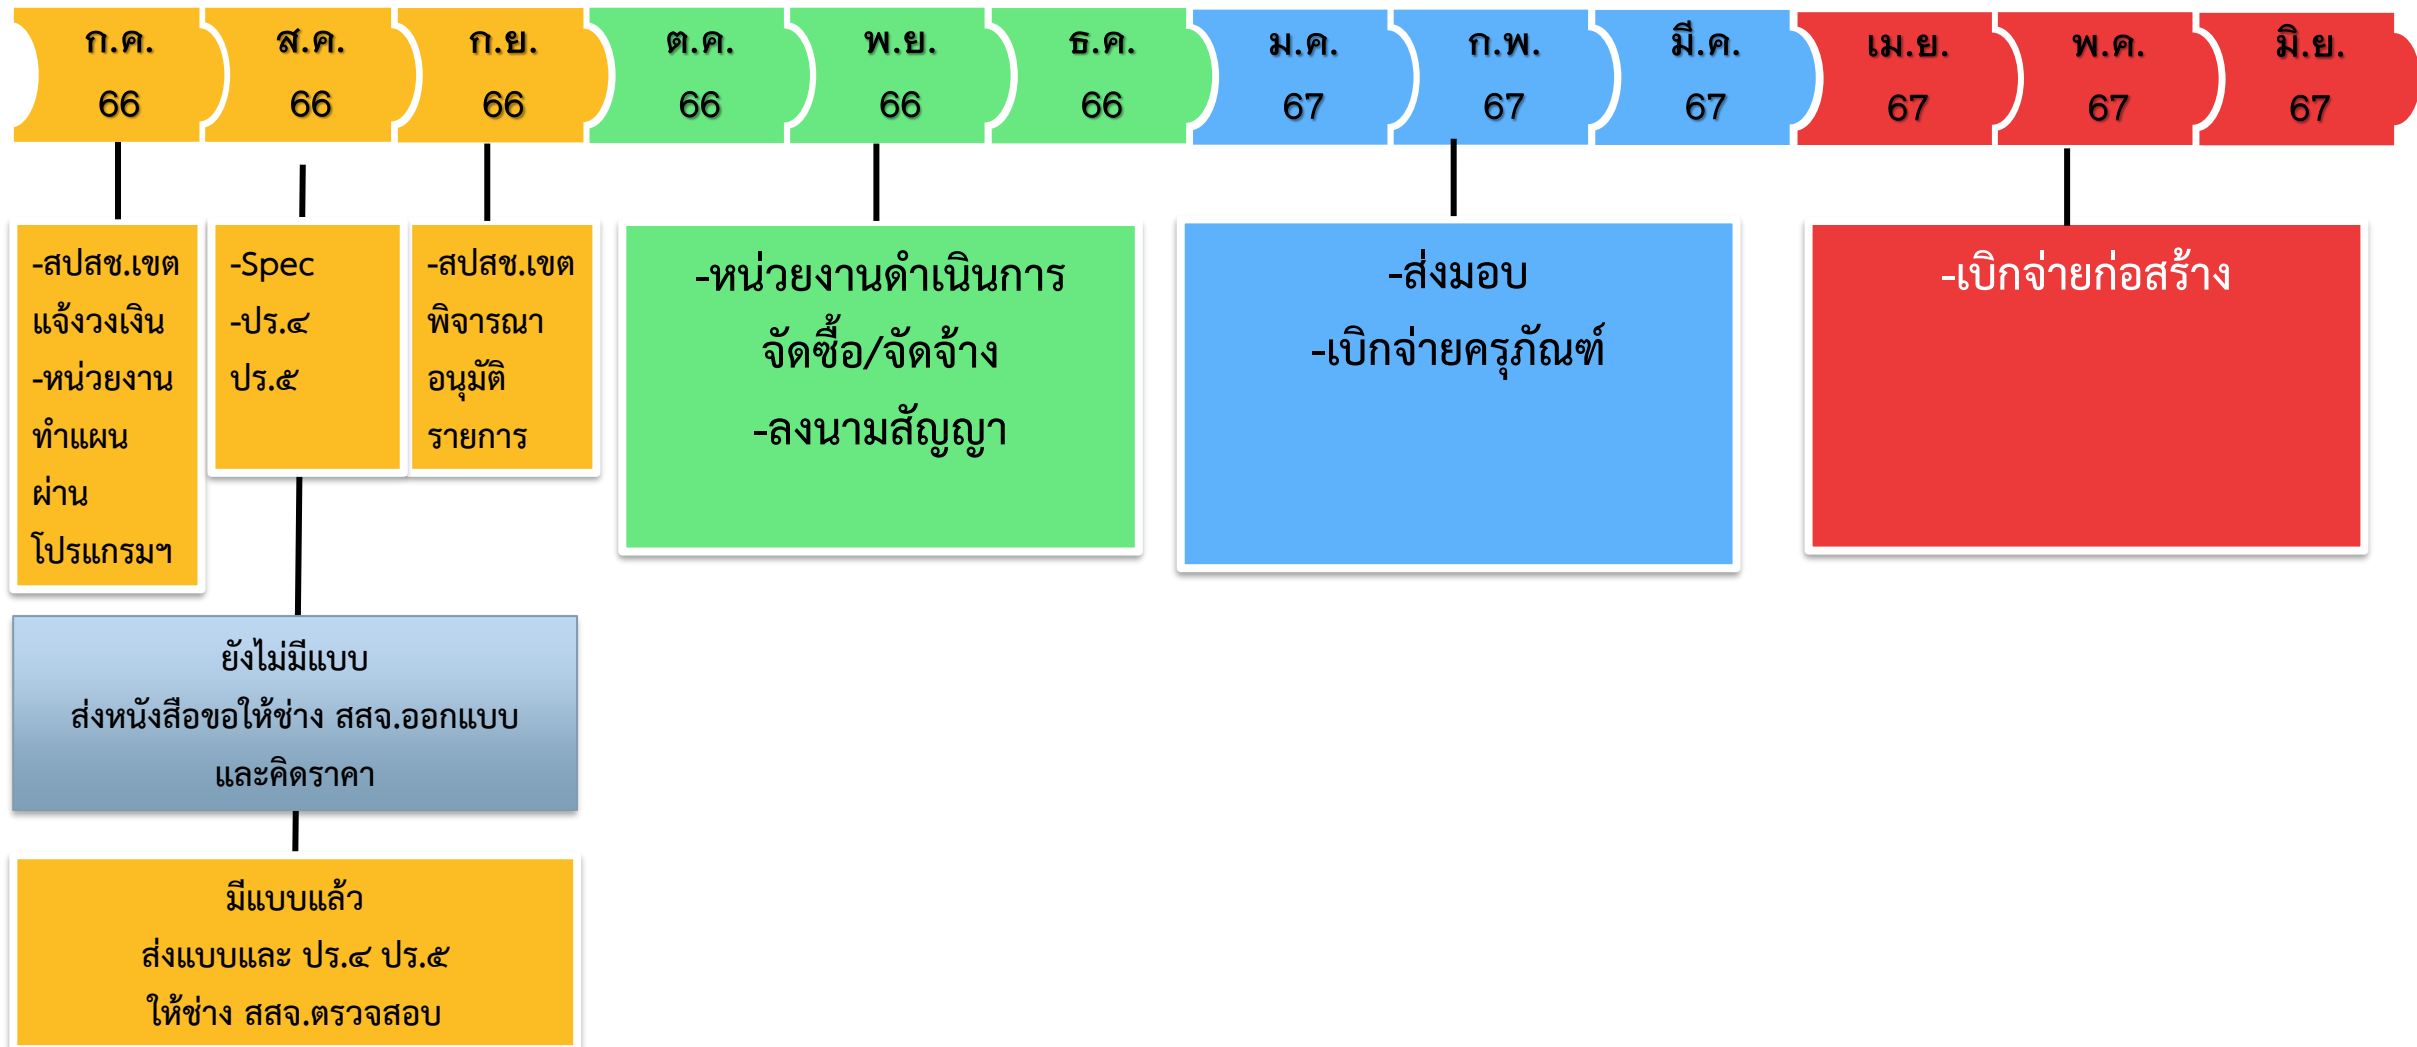 ก.ค.
66
ส.ค.
66
ก.ย.
66
ต.ค.
66
พ.ย.
66
ธ.ค.
66
ม.ค.
67
ก.พ.
67
มี.ค.
67
เม.ย.
67
พ.ค.
67
มิ.ย.
67
-สปสช.เขต
แจ้งวงเงิน
-หน่วยงาน
ทำแผน
ผ่าน
โปรแกรมฯ
-Spec
-ปร.๔
ปร.๕
-สปสช.เขต
พิจารณา
อนุมัติ
รายการ
-หน่วยงานดำเนินการ
จัดซื้อ/จัดจ้าง
-ลงนามสัญญา
-ส่งมอบ
-เบิกจ่ายครุภัณฑ์
-เบิกจ่ายก่อสร้าง
ยังไม่มีแบบ
ส่งหนังสือขอให้ช่าง สสจ.ออกแบบ
และคิดราคา
มีแบบแล้ว
ส่งแบบและ ปร.๔ ปร.๕
ให้ช่าง สสจ.ตรวจสอบ